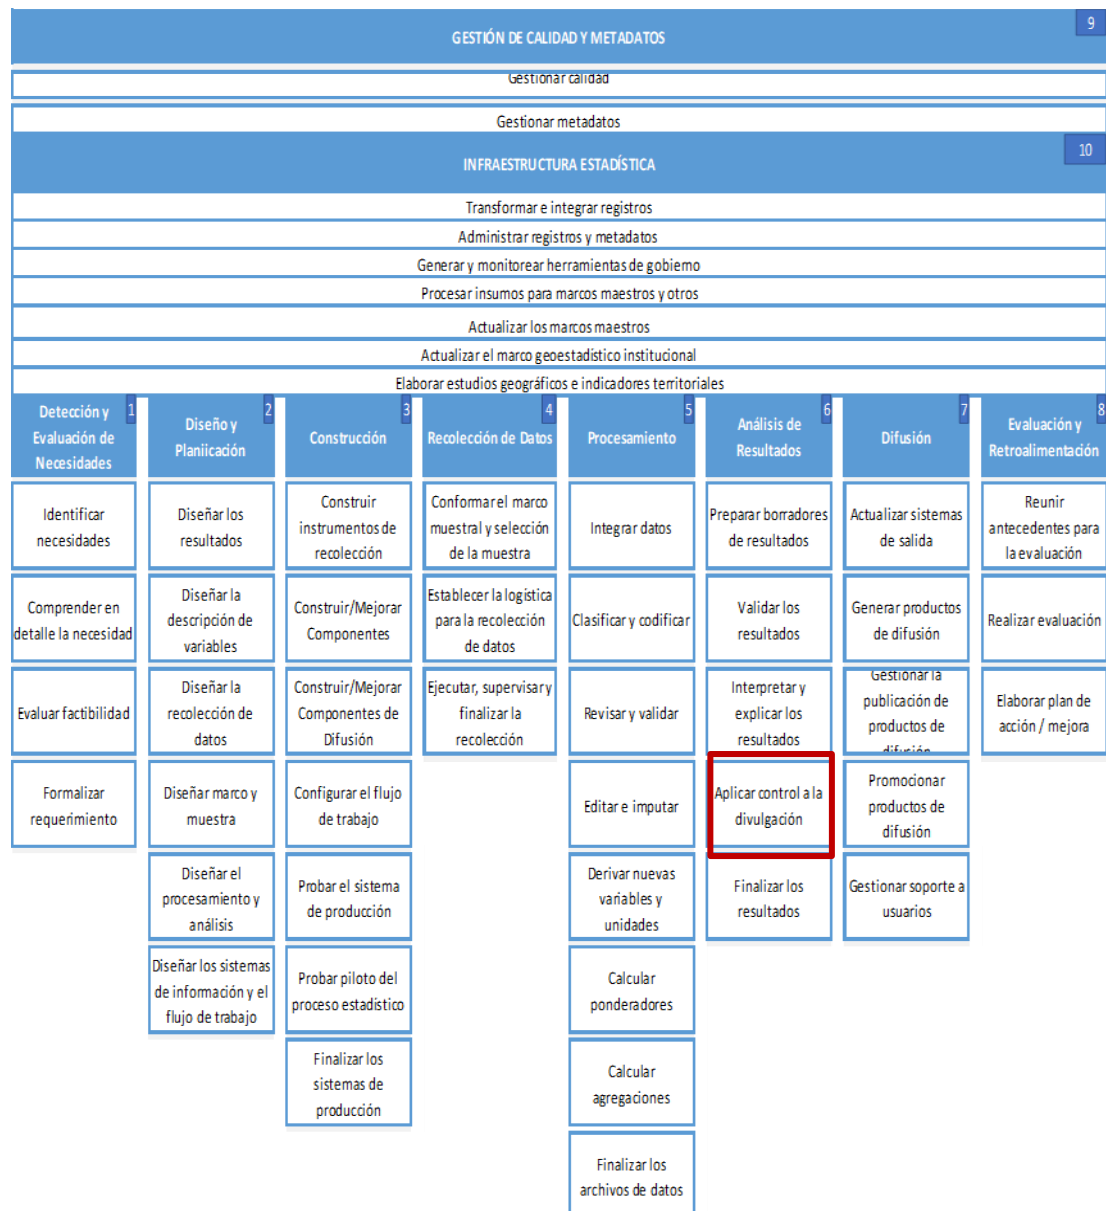 9
GESTIÓN DE CALIDAD Y METADATOS
Gestionar calidad
Gestionar metadatos
10
INFRAESTRUCTURA ESTADÍSTICA
Transformar e integrar registros
Administrar registros y metadatos
Generar y monitorear herramientas de gobierno
Procesar insumos para marcos maestros y otros
Actualizar los marcos maestros
Actualizar el marco geoestadístico institucional
Elaborar estudios geográficos e indicadores territoriales
1
Detección y
Evaluación de
Necesidades
Identificar
necesidades
Comprender en
detalle la necesidad
Evaluar factibilidad
Formalizar
requerimiento
2
Diseño y
Planiicación
Diseñar los
resultados
Diseñar la
descripción de
variables
Diseñar la
recolección de
datos
Diseñar marco y
muestra
Diseñar el
procesamiento y
análisis
Diseñar los sistemas
de información y el
flujo de trabajo
3
Construcción
Construir
instrumentos de
recolección
Construir/Mejorar
Componentes
Construir/Mejorar
Componentes de
Difusión
Configurar el flujo
de trabajo
Probar el sistema
de producción
Probar piloto del
proceso estadístico
Finalizar los
sistemas de
producción
4
Recolección de Datos
Conformar el marco
muestral y selección
de la muestra
Establecer la logística
para la recolección
de datos
Ejecutar, supervisar y
finalizar la
recolección
5
Procesamiento
Integrar datos
Clasificar y codificar
Revisar y validar
Editar e imputar
Derivar nuevas
variables y
unidades
Calcular
ponderadores
Calcular
agregaciones
Finalizar los
archivos de datos
6
Análisis de
Resultados
Preparar borradores
de resultados
Validar los
resultados
Interpretar y
explicar los
resultados
Aplicar control a la
divulgación
Finalizar los
resultados
7
Difusión
Actualizar sistemas
de salida
Generar productos
de difusión
Gestionar la
publicación de
productos de
difusión
Promocionar
productos de
difusión
Gestionar soporte a
usuarios
8
Evaluación y
Retroalimentación
Reunir
antecedentes para
la evaluación
Realizar evaluación
Elaborar plan de
acción / mejora